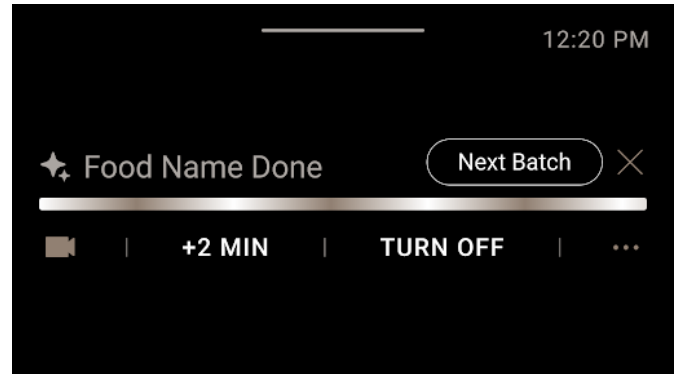 12:20 PM
Food Name Done
Next Batch
+2 MIN | TURN OFF |